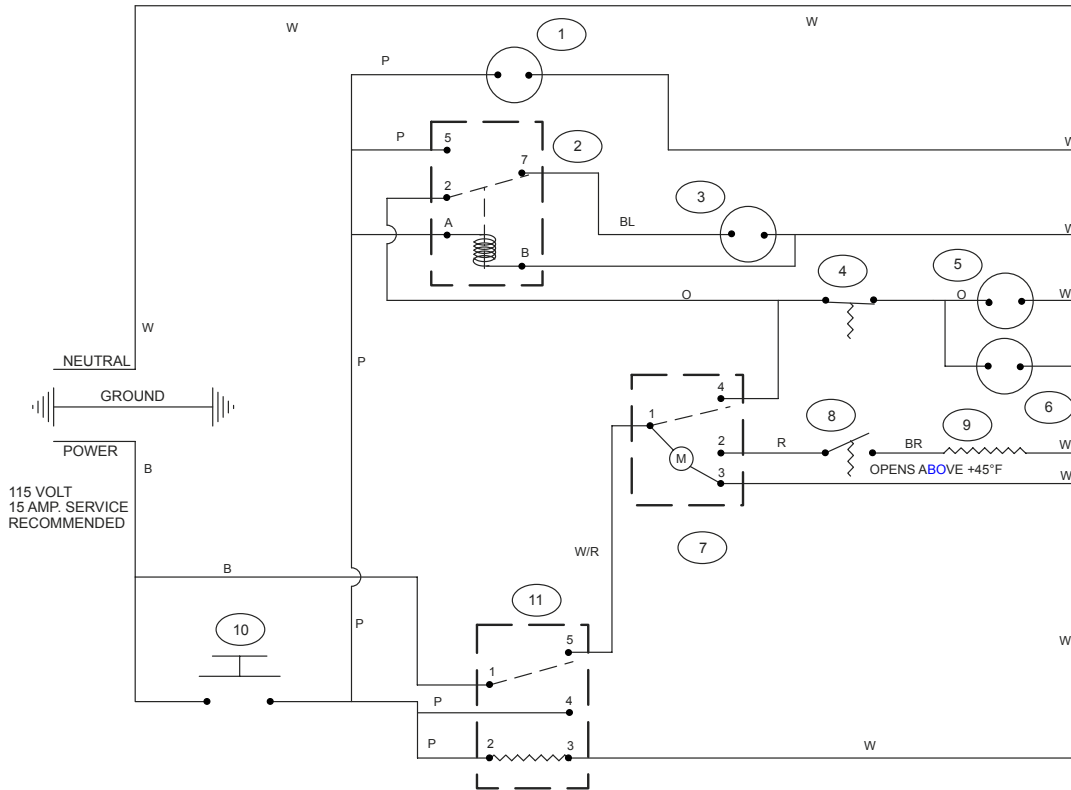 W
W
1
P
P
5
2
W
7
2
3
A
BL
W
B
4
5
O
O
W
W
NEUTRAL
P
GROUND
4
6
POWER
1
8
9
2
R
BR
W
B
M
OPENS ABOVE +45°F
3
W
115 VOLT
15 AMP. SERVICE
RECOMMENDED
7
W/R
B
11
10
P
5
W
1
P
4
P
2
3
W